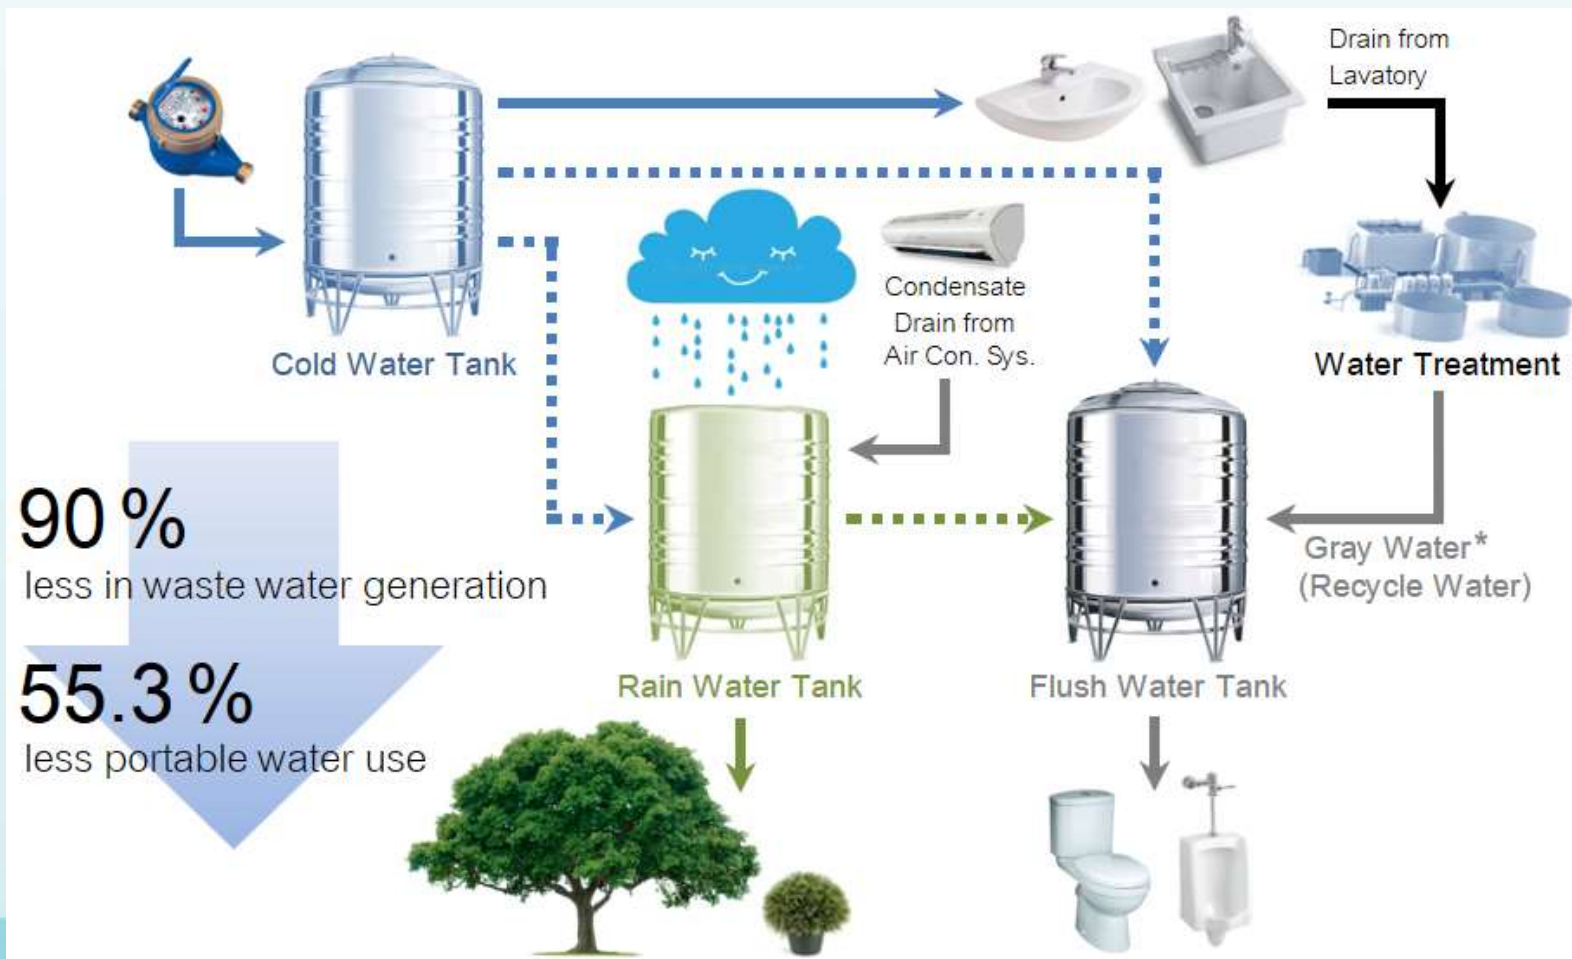 Drain from
Lavatory
Condensate
Drain from
Air Con. Sys.
Cold Water Tank
Water Treatment
90 %
less in waste water generation
Gray Water*
(Recycle Water)
55.3 %
less portable water use
Rain Water Tank
Flush Water Tank